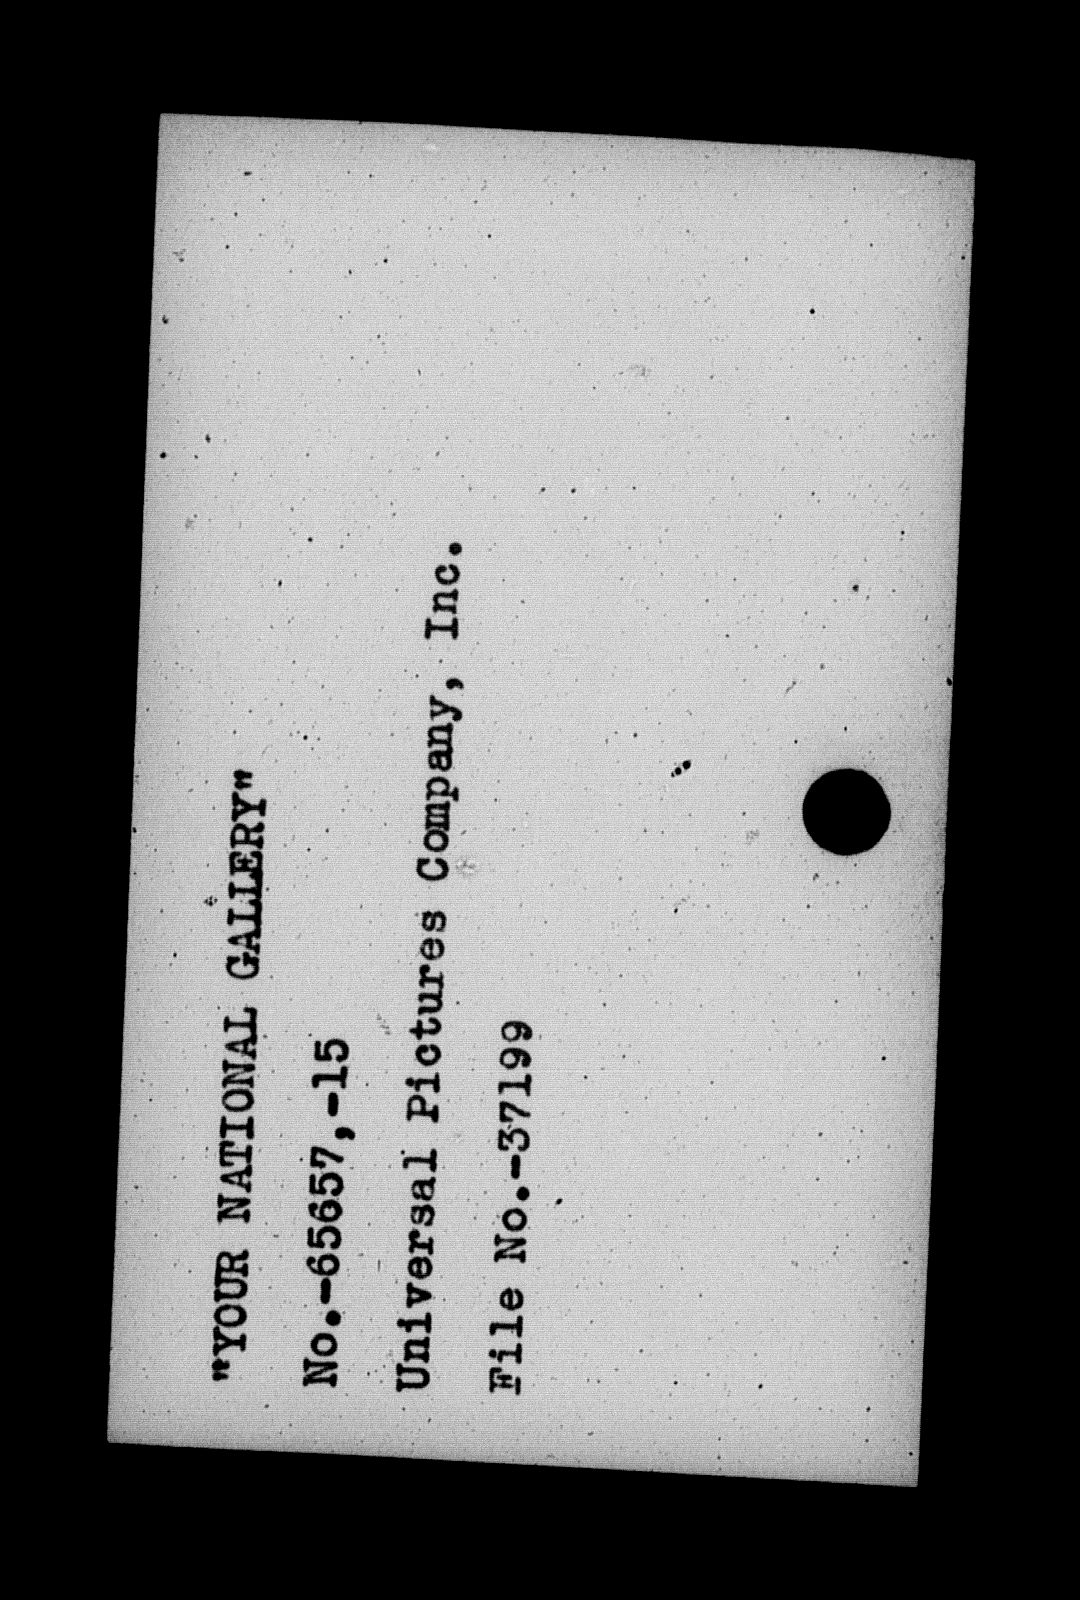 "YOUR NATIONAL GALLERY"
No.-65657,-15
Universal Pictures Company, Inc.
File No.-37199